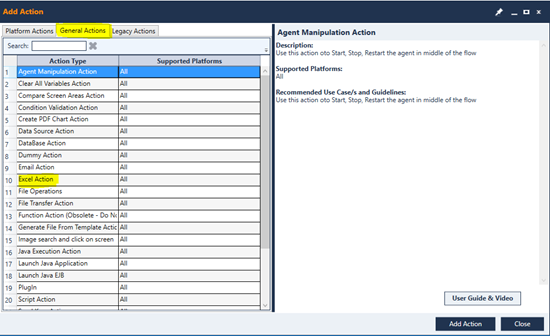 Add Action
Platform Actions General Actions Legacy Actions
Search:
Action Type Supported Platforms
1 Agent Manipulation Action All
2 Clear All Variables Action All
3 Compare Screen Areas Action All
4 Condition Validation Action All
5 Create PDF Chart Action All
6 Data Source Action All
7 DataBase Action All
8 Dummy Action All
9 Email Action All
10 Excel Action All
11 File Operations All
12 File Transfer Action All
13 Function Action (Obsolete - Do No All
14 Generate File From Template Actio All
15 Image search and click on screen All
16 Java Execution Action All
17 Launch Java Application All
18 Launch Java EJB All
19 PlugIn All
20 Script Action All
Agent Manipulation Action
Description:
Use this action oto Start, Stop, Restart the agent in middle of the flow
Supported Platforms:
All
Recommended Use Case/s and Guidelines:
Use this action oto Start, Stop, Restart the agent in middle of the flow
User Guide & Video
Add Action Close